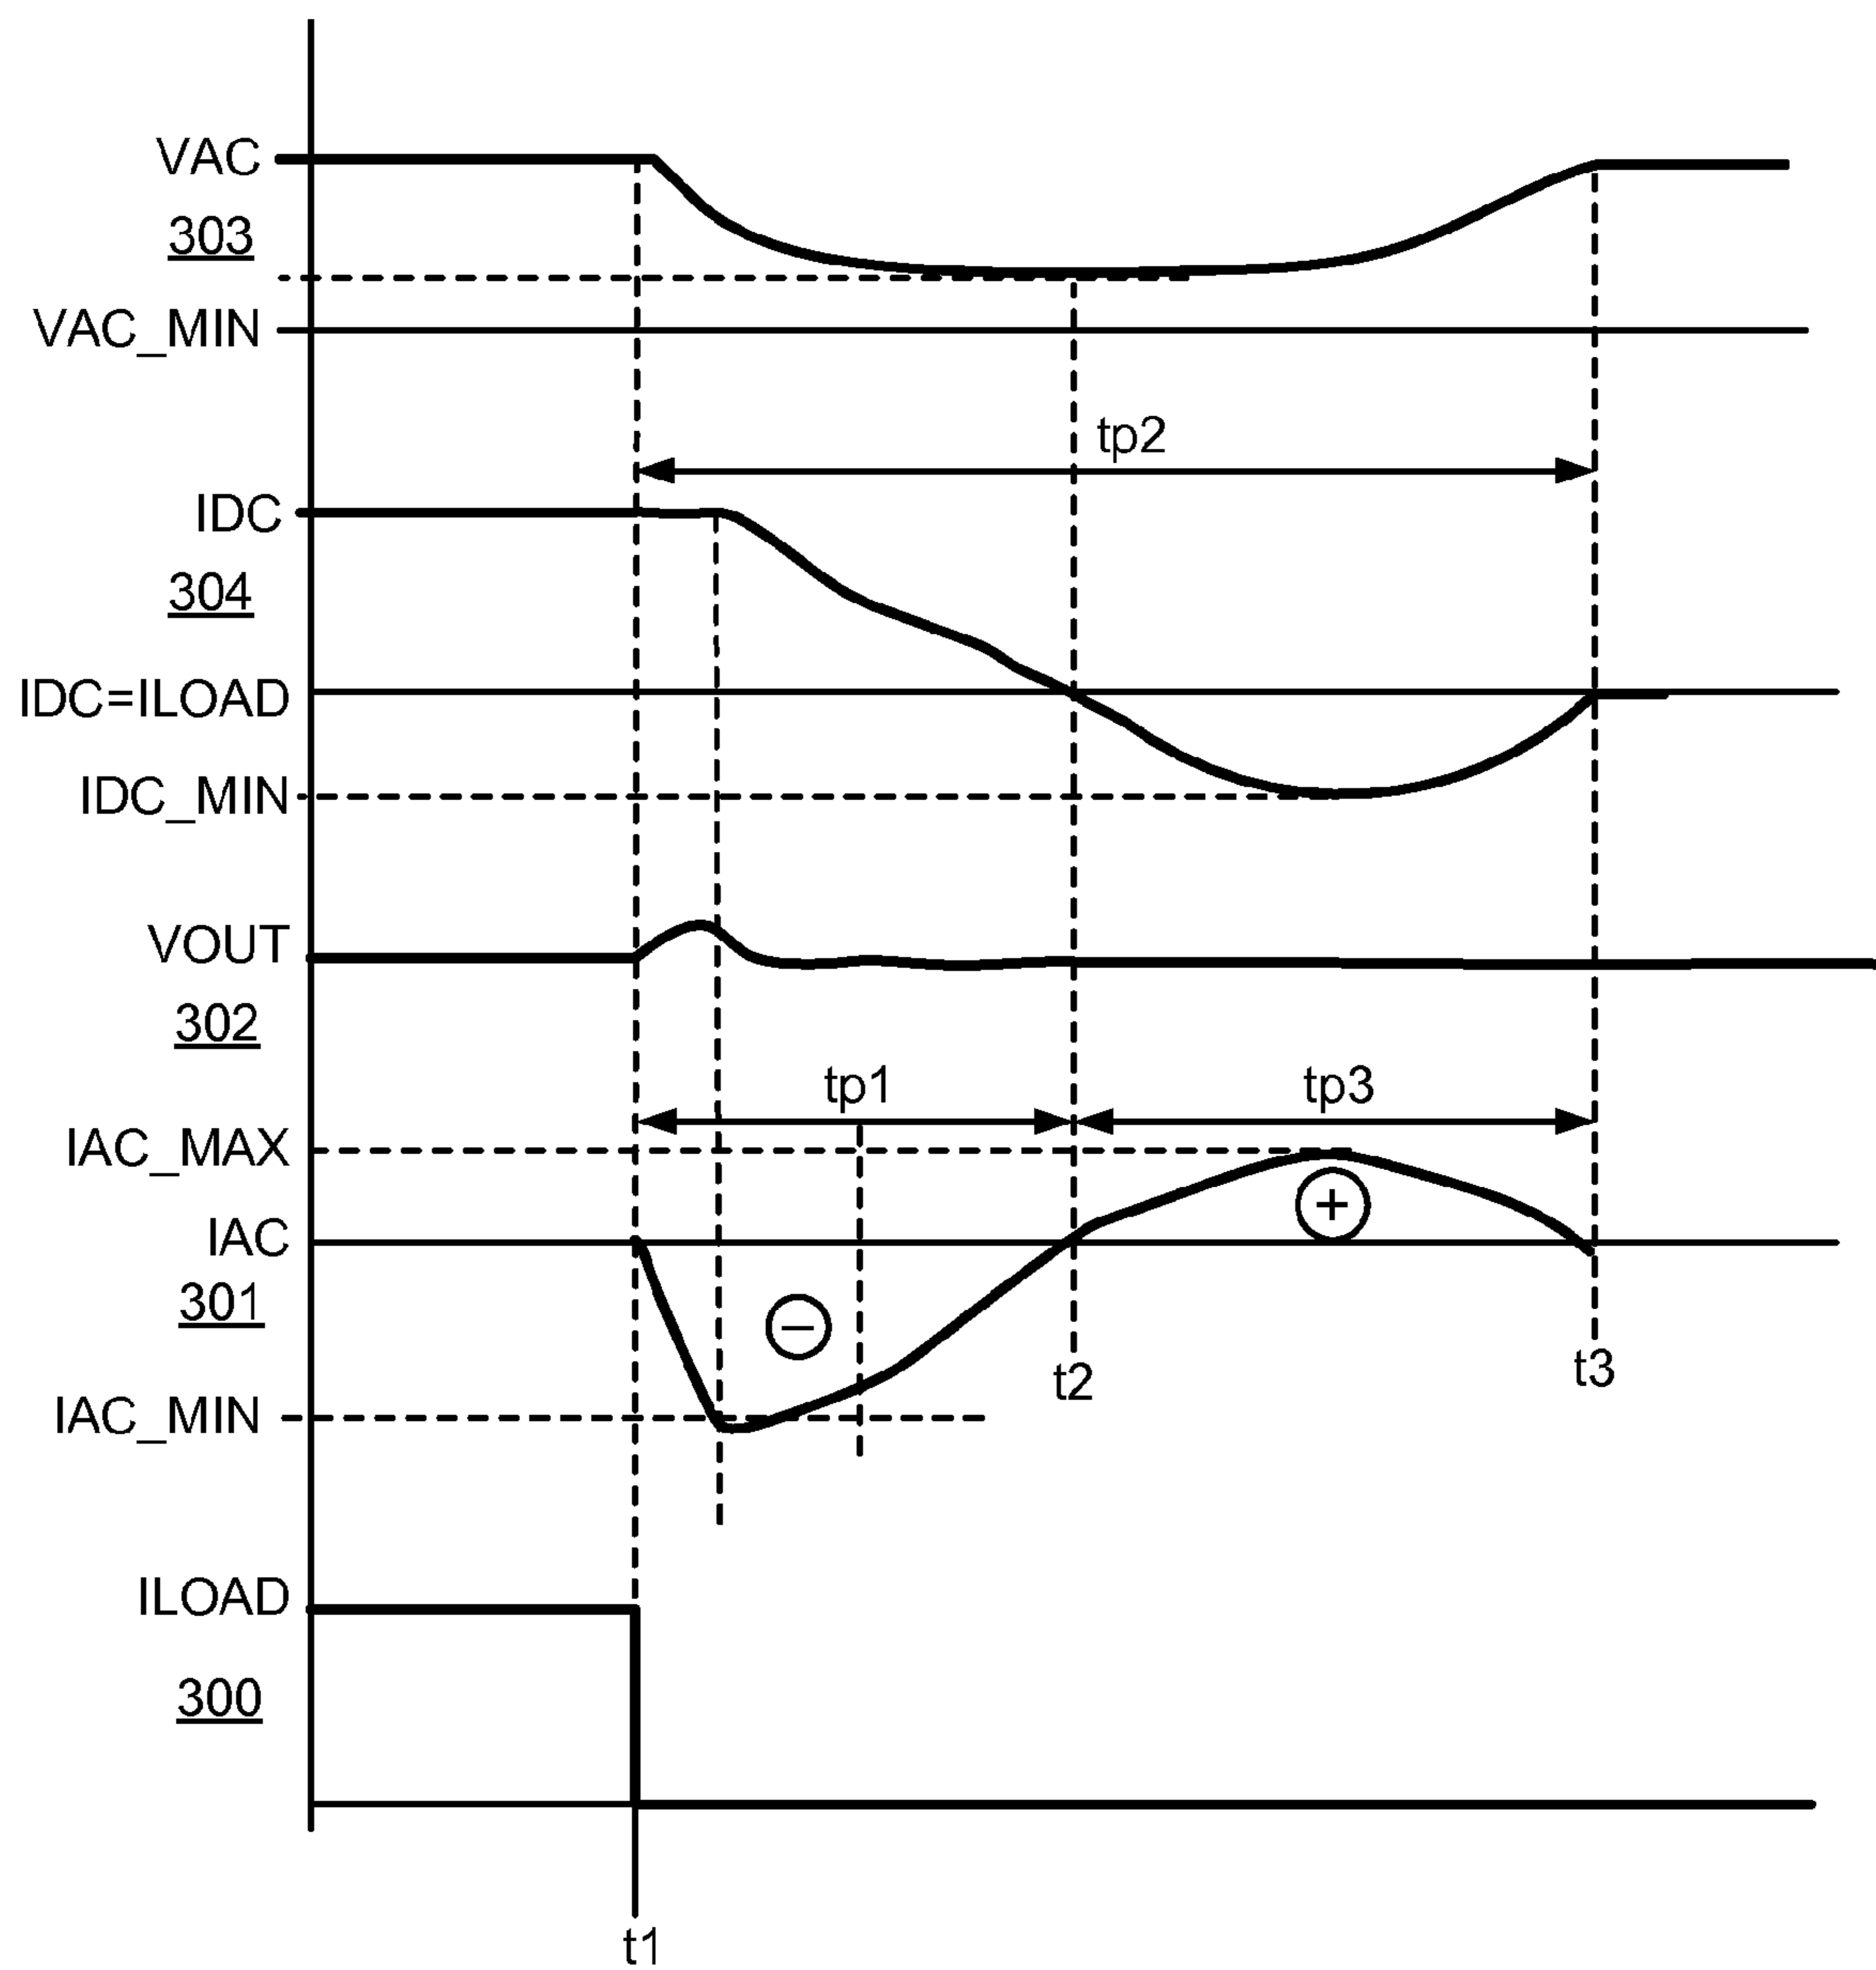 VAC
303
VAC_MIN
tp2
IDC
304
IDC=ILOAD
IDC_MIN
VOUT
302
tp1
tp3
IAC_MAX
+
IAC
301
−
t2
t3
IAC_MIN
ILOAD
300
t1